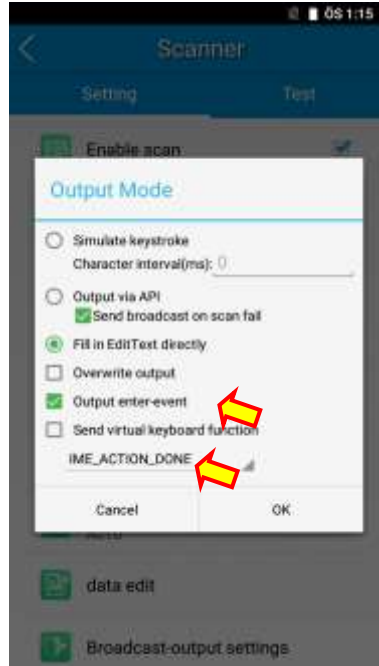 ÖS 1:15
Scanner
Setting
Test
Enable scan
Output Mode
Simulate keystroke
Character interval(ms): 0
Output via API
Send broadcast on scan fail
Fill in EditText directly
Overwrite output
Output enter-event
Send virtual keyboard function
IME_ACTION_DONE
Cancel
OK
data edit
Broadcast-output settings